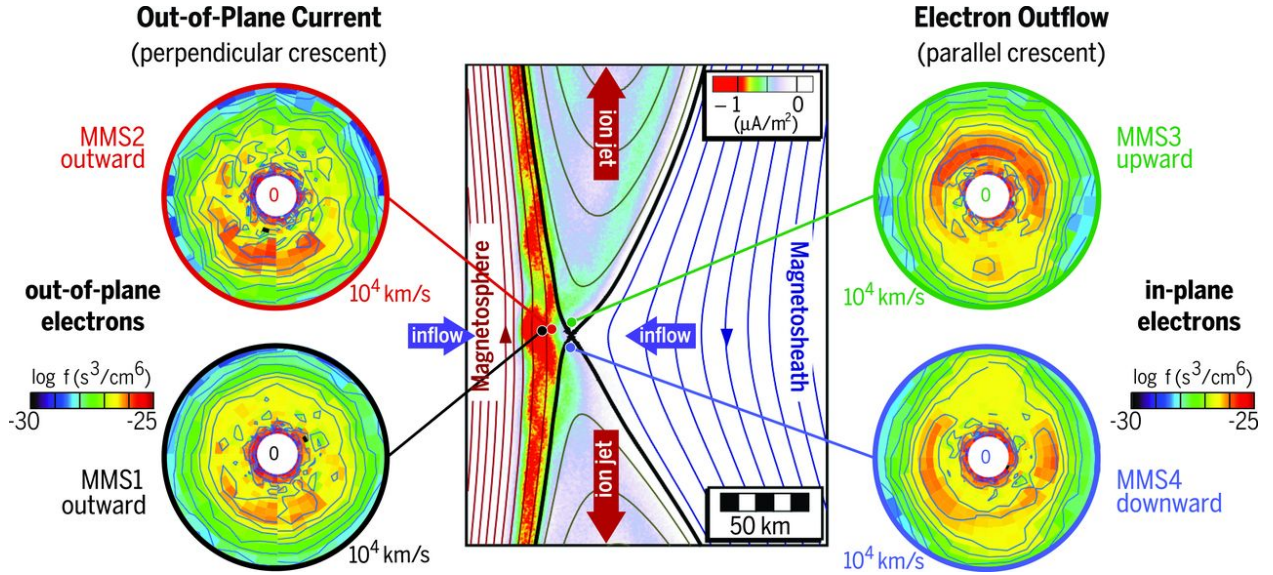 Out-of-Plane Current
(perpendicular crescent)
Electron Outflow
(parallel crescent)
MMS2
outward
0
10⁴ km/s
out-of-plane
electrons
log f (s³/cm⁶)
-30
-25
MMS1
outward
0
10⁴ km/s
ion jet
−1
0
(μA/m²)
Magnetosphere
Magnetosheath
inflow
inflow
ion jet
50 km
MMS3
upward
0
10⁴ km/s
in-plane
electrons
log f (s³/cm⁶)
-30
-25
MMS4
downward
0
10⁴ km/s